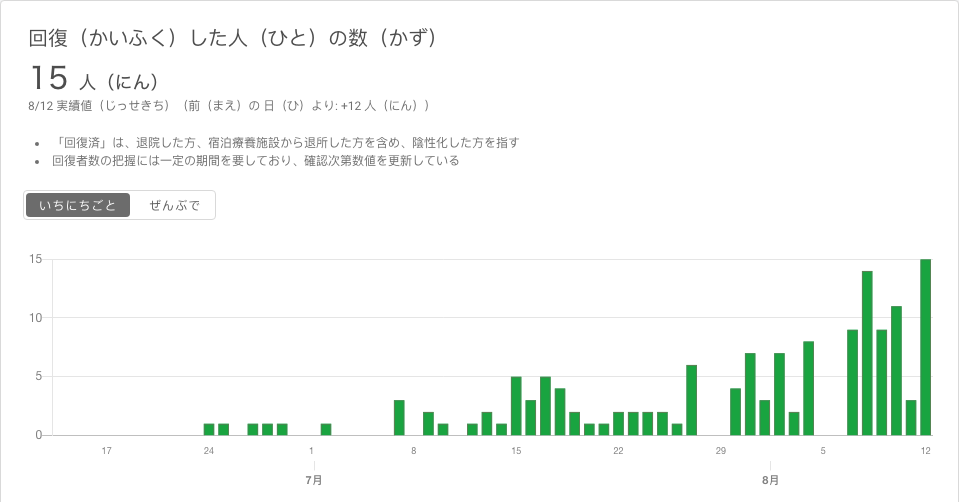 回復（かいふく）した人（ひと）の数（かず）
15 人（にん）
8/12 実績値（じっせきち）（前（まえ）の 日（ひ）より: +12 人（にん））
• 「回復済」は、退院した方、宿泊療養施設から退所した方を含め、陰性化した方を指す
• 回復者数の把握には一定の期間を要しており、確認次第数値を更新している
いちにちごと ぜんぶで
15
10
5
0
17 24 1 8 15 22 29 5 12
7月 8月